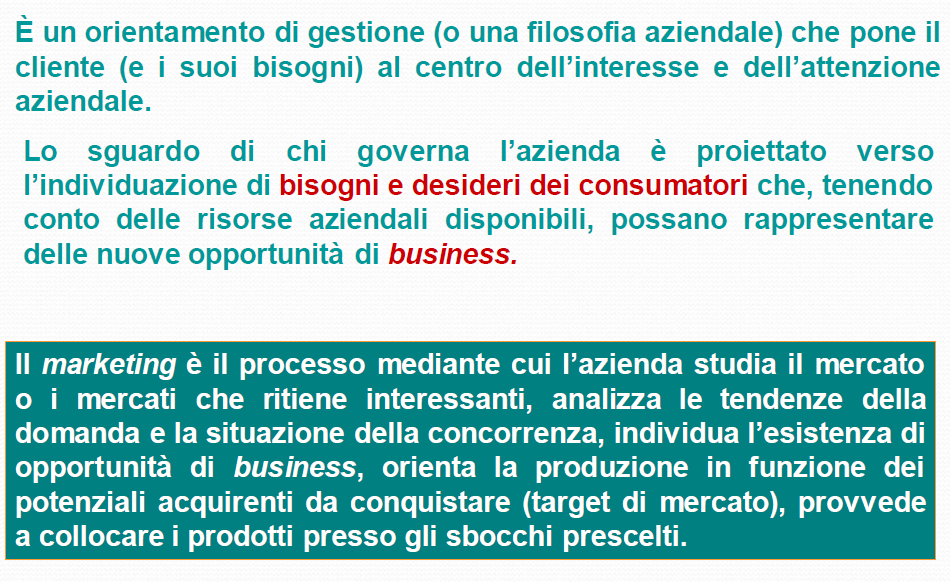 È un orientamento di gestione (o una filosofia aziendale) che pone il
cliente (e i suoi bisogni) al centro dell’interesse e dell’attenzione
aziendale.
Lo sguardo di chi governa l’azienda è proiettato verso
l’individuazione di bisogni e desideri dei consumatori che, tenendo
conto delle risorse aziendali disponibili, possano rappresentare
delle nuove opportunità di business.
Il marketing è il processo mediante cui l’azienda studia il mercato
o i mercati che ritiene interessanti, analizza le tendenze della
domanda e la situazione della concorrenza, individua l’esistenza di
opportunità di business, orienta la produzione in funzione dei
potenziali acquirenti da conquistare (target di mercato), provvede
a collocare i prodotti presso gli sbocchi prescelti.